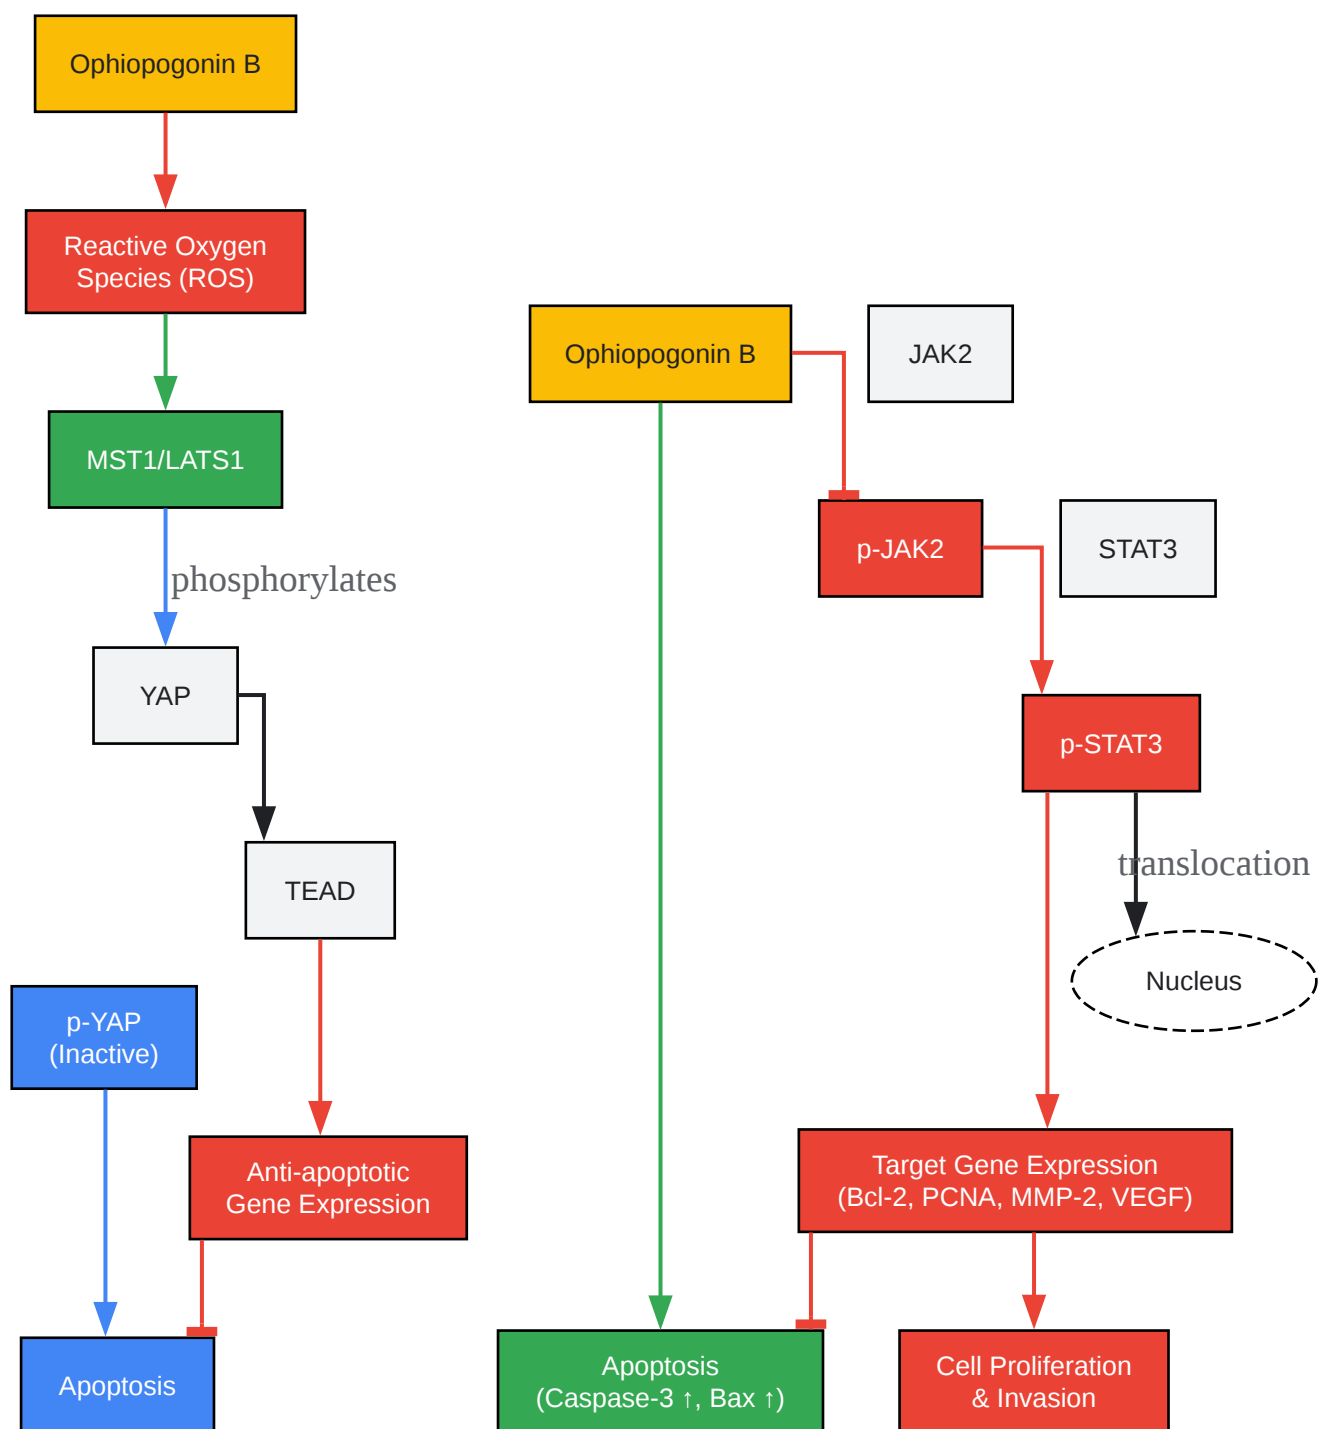 Ophiopogonin B
Reactive Oxygen
Species (ROS)
MST1/LATS1
phosphorylates
YAP
TEAD
p-YAP
(Inactive)
Anti-apoptotic
Gene Expression
Apoptosis
Ophiopogonin B
JAK2
p-JAK2
STAT3
p-STAT3
translocation
Nucleus
Target Gene Expression
(Bcl-2, PCNA, MMP-2, VEGF)
Apoptosis
(Caspase-3 ↑, Bax ↑)
Cell Proliferation
& Invasion